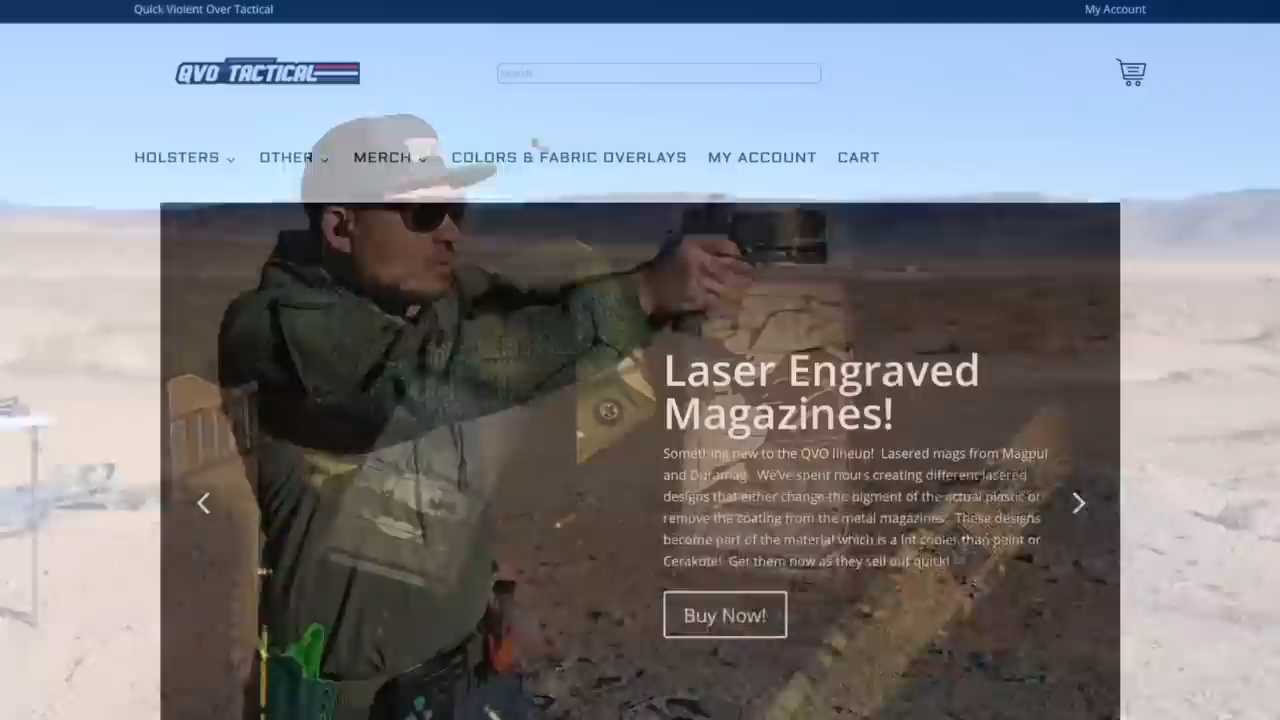 Quick Violent Over Tactical
My Account
QVO TACTICAL
Search
HOLSTERS
OTHER
MERCH
COLORS & FABRIC OVERLAYS
MY ACCOUNT
CART
Laser Engraved
Magazines!
Something new to the QVO lineup! Lasered mags from Magpul
and Duramag. We've spent hours creating different lasered
designs that either change the pigment of the actual plastic or
remove the coating from the metal magazines. These designs
become part of the material which is a lot cooler than paint or
Cerakote! Get them now as they sell out quick!
Buy Now!